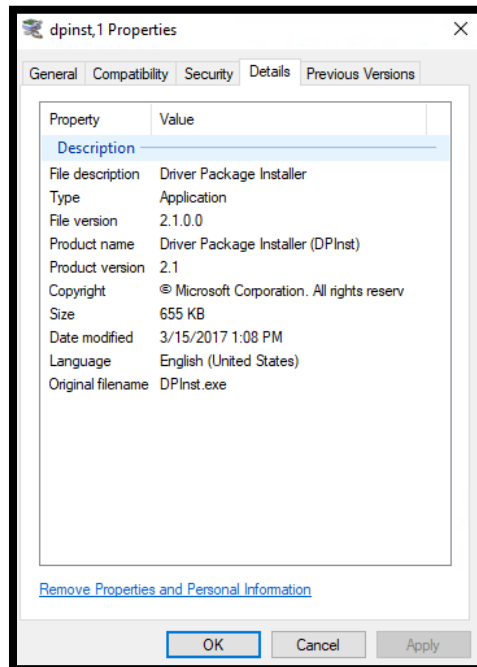 dpinst,1 Properties
General Compatibility Security Details Previous Versions
Property Value
Description
File description Driver Package Installer
Type Application
File version 2.1.0.0
Product name Driver Package Installer (DPInst)
Product version 2.1
Copyright © Microsoft Corporation. All rights reserv
Size 655 KB
Date modified 3/15/2017 1:08 PM
Language English (United States)
Original filename DPInst.exe
Remove Properties and Personal Information
OK Cancel Apply